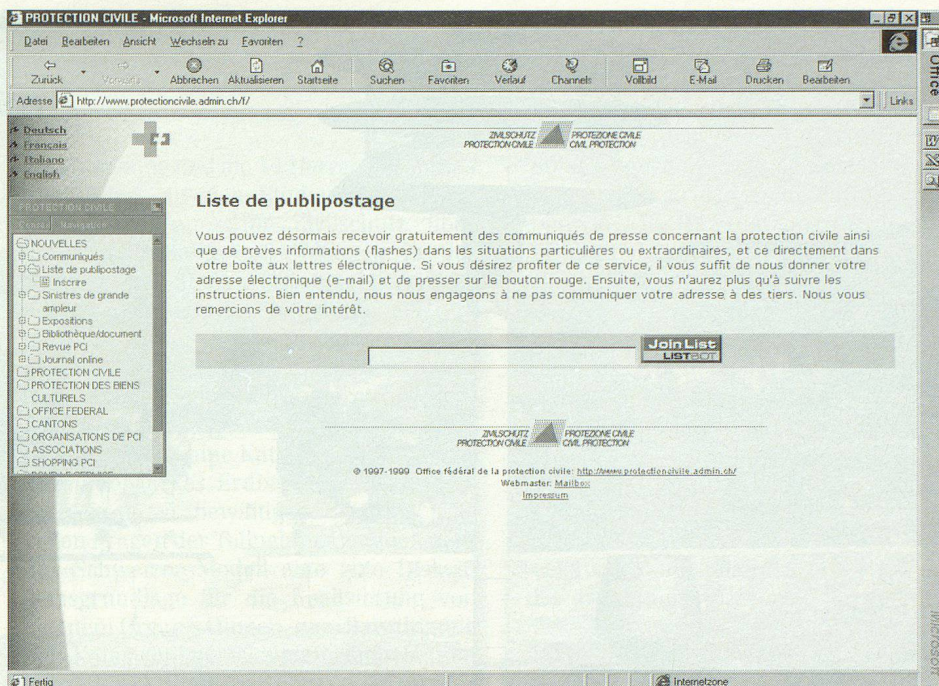 PROTECTION CIVILE - Microsoft Internet Explorer
Datei Bearbeiten Ansicht Wechseln zu Favoriten ?
Zurück Vorwärts Abbrechen Aktualisieren Startseite Suchen Favoriten Verlauf Channels Vollbild E-Mail Drucken Bearbeiten
Adresse http://www.protectioncivile.admin.ch/f/ Links
Office
Deutsch
Français
Italiano
English
ZIVILSCHUTZ PROTEZIONE CIVILE
PROTECTION CIVILE CIVIL PROTECTION
PROTECTION CIVILE
Navigation
NOUVELLES
Communiqués
Liste de publipostage
Inscrire
Sinistres de grande
ampleur
Expositions
Bibliothèque/document
Revue PCi
Journal online
PROTECTION CIVILE
PROTECTION DES BIENS
CULTURELS
OFFICE FEDERAL
CANTONS
ORGANISATIONS DE PCI
ASSOCIATIONS
SHOPPING PCI
Liste de publipostage
Vous pouvez désormais recevoir gratuitement des communiqués de presse concernant la protection civile ainsi
que de brèves informations (flashes) dans les situations particulières ou extraordinaires, et ce directement dans
votre boîte aux lettres électronique. Si vous désirez profiter de ce service, il vous suffit de nous donner votre
adresse électronique (e-mail) et de presser sur le bouton rouge. Ensuite, vous n'aurez plus qu'à suivre les
instructions. Bien entendu, nous nous engageons à ne pas communiquer votre adresse à des tiers. Nous vous
remercions de votre intérêt.
Join List
LISTBOT
ZIVILSCHUTZ PROTEZIONE CIVILE
PROTECTION CIVILE CIVIL PROTECTION
© 1997-1999 Office fédéral de la protection civile: http://www.protectioncivile.admin.ch/
Webmaster: Mailbox
Impressum
Microsoft
Fertig Internetzone